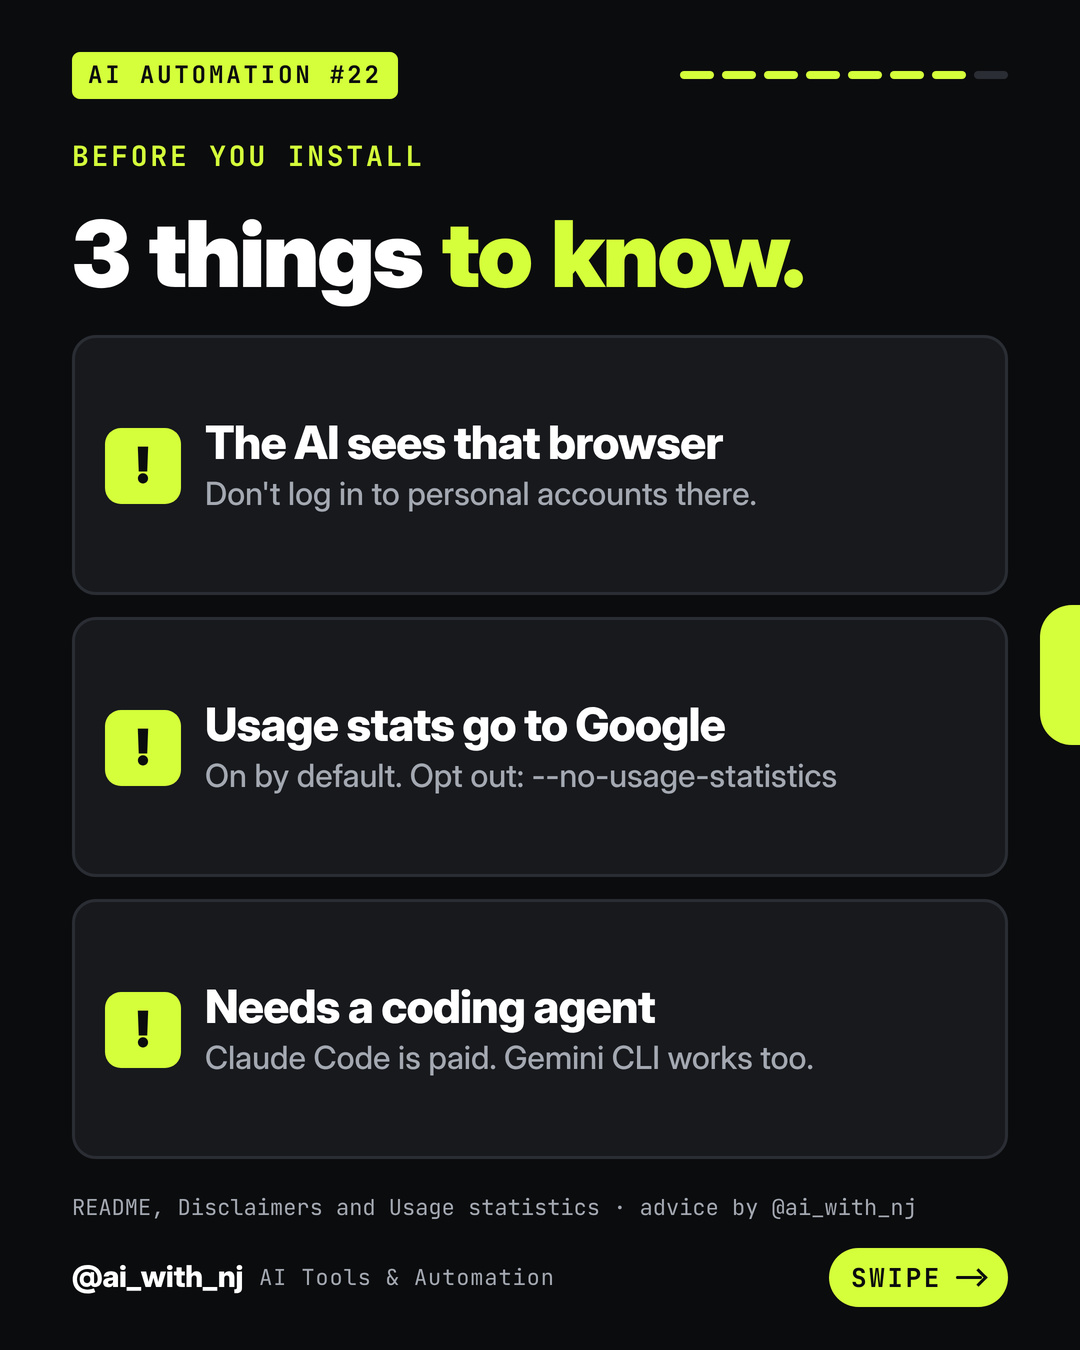 AI AUTOMATION #22
BEFORE YOU INSTALL
3 things to know.
!
The AI sees that browser
Don't log in to personal accounts there.
!
Usage stats go to Google
On by default. Opt out: --no-usage-statistics
!
Needs a coding agent
Claude Code is paid. Gemini CLI works too.
README, Disclaimers and Usage statistics · advice by @ai_with_nj
@ai_with_nj AI Tools & Automation
SWIPE →